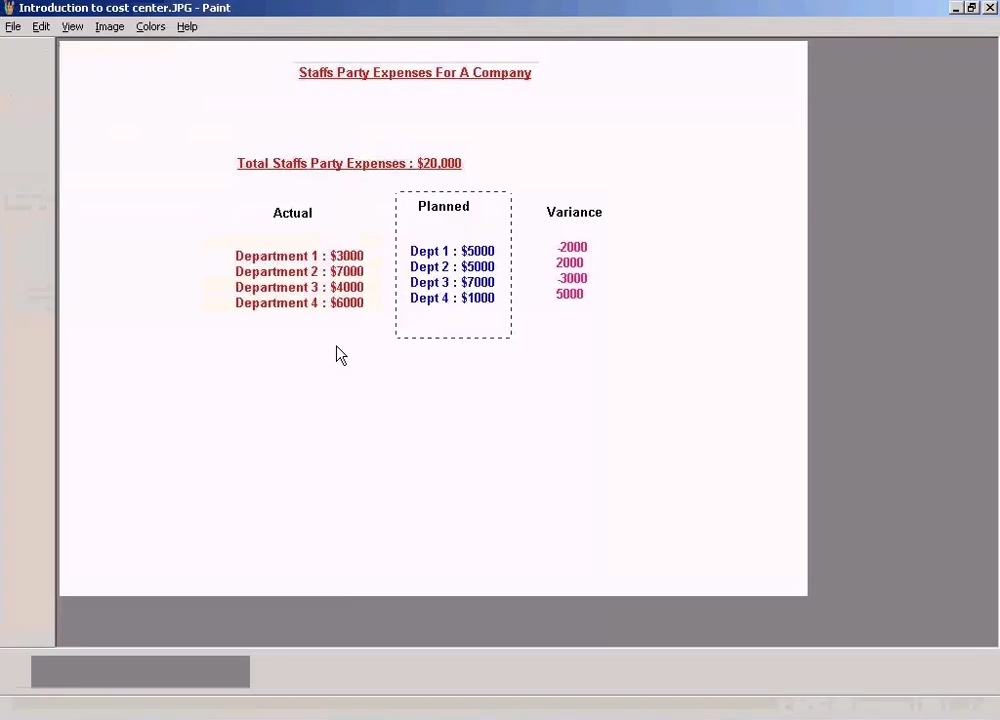 Introduction to cost center.JPG - Paint
File Edit View Image Colors Help
Staffs Party Expenses For A Company
Total Staffs Party Expenses : $20,000
Actual Planned Variance
Department 1 : $3000 Dept 1 : $5000 -2000
Department 2 : $7000 Dept 2 : $5000 2000
Department 3 : $4000 Dept 3 : $7000 -3000
Department 4 : $6000 Dept 4 : $1000 5000